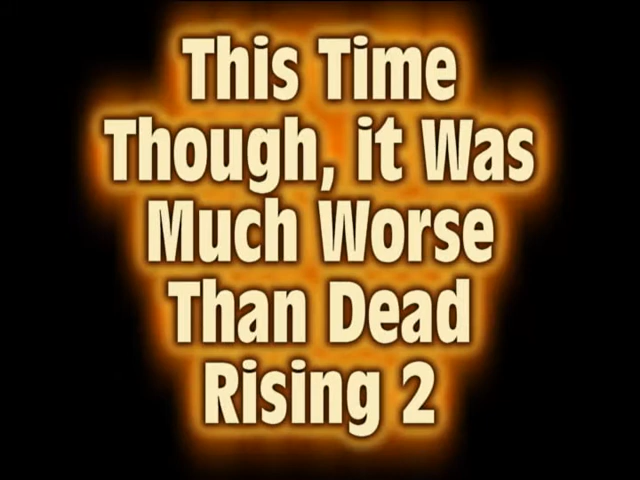 This Time
Though, it Was
Much Worse
Than Dead
Rising 2